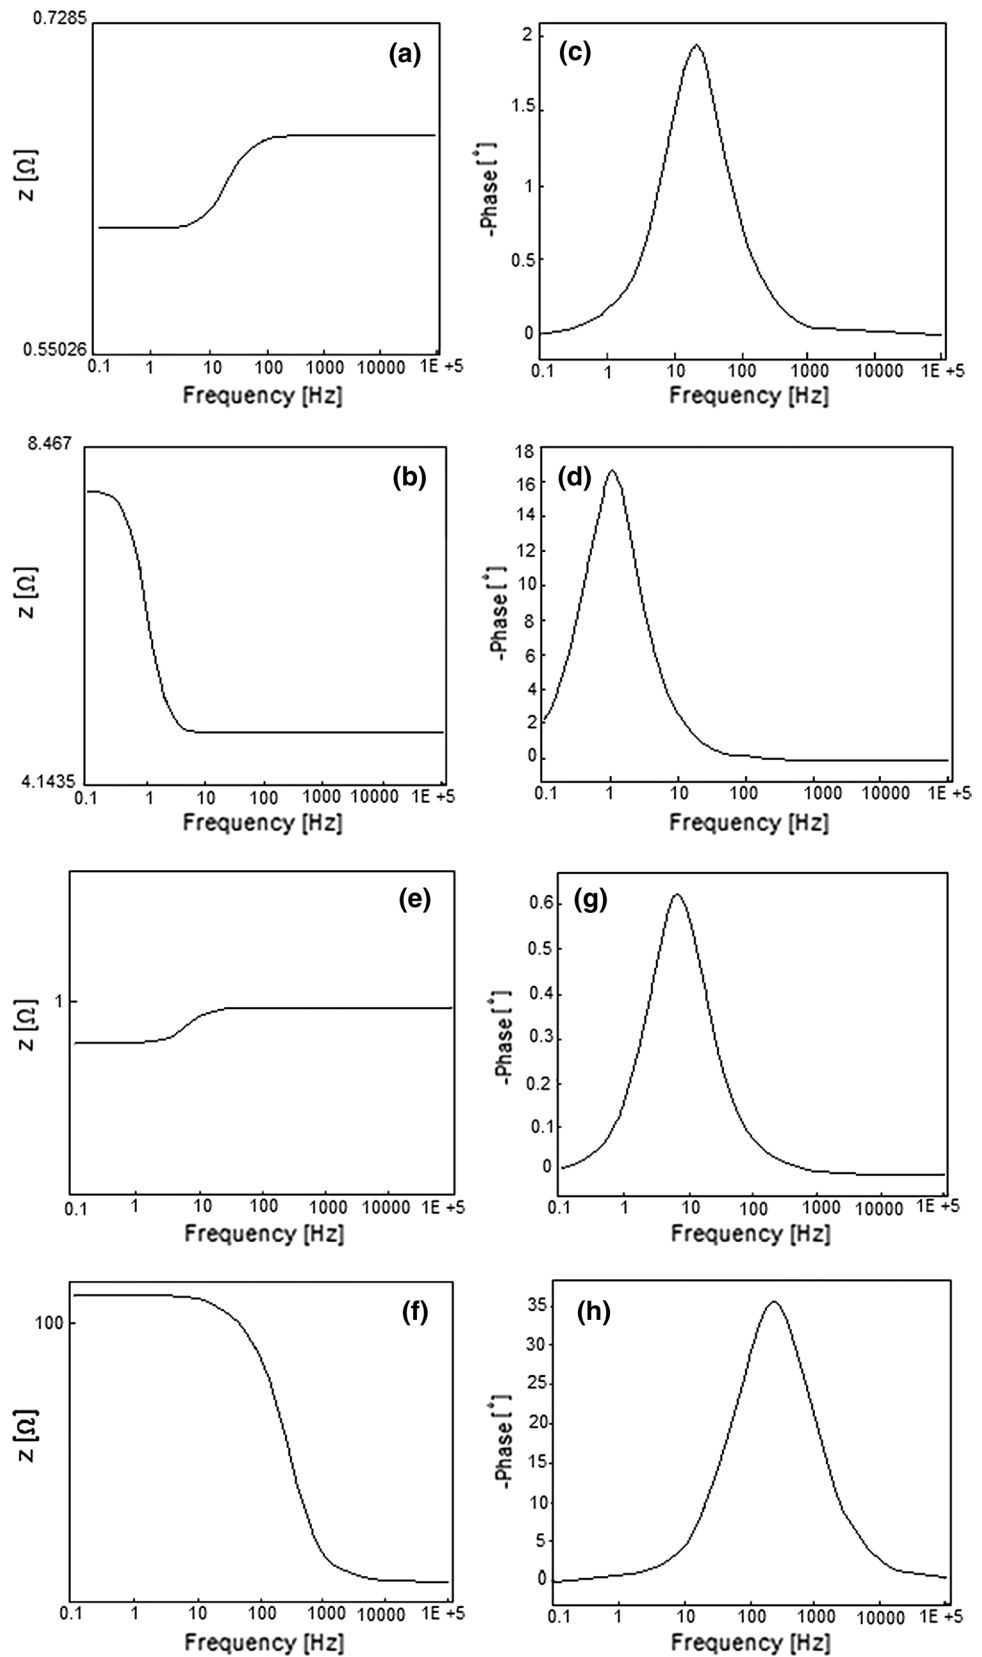 0.7285
(a)
z [Ω]
0.55026
0.1 1 10 100 1000 10000 1E +5
Frequency [Hz]
2
(c)
1.5
-Phase [°]
1
0.5
0
0.1 1 10 100 1000 10000 1E +5
Frequency [Hz]
8.467
(b)
z [Ω]
4.1435
0.1 1 10 100 1000 10000 1E +5
Frequency [Hz]
18
(d)
16
14
12
-Phase [°]
10
8
6
4
2
0
0.1 1 10 100 1000 10000 1E +5
Frequency [Hz]
(e)
1
z [Ω]
0.1 1 10 100 1000 10000 1E +5
Frequency [Hz]
(g)
0.6
0.5
0.4
-Phase [°]
0.3
0.2
0.1
0
0.1 1 10 100 1000 10000 1E +5
Frequency [Hz]
(f)
100
z [Ω]
0.1 1 10 100 1000 10000 1E +5
Frequency [Hz]
(h)
35
30
25
-Phase [°]
20
15
10
5
0
0.1 1 10 100 1000 10000 1E +5
Frequency [Hz]